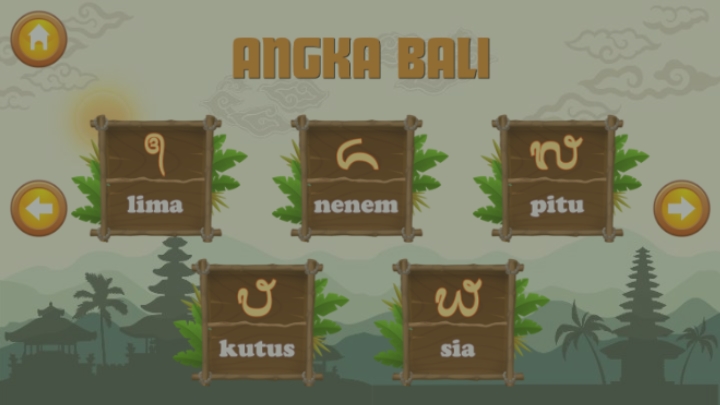 ANGKA BALI
᭕
lima
᭖
nenem
᭗
pitu
᭘
kutus
᭙
sia